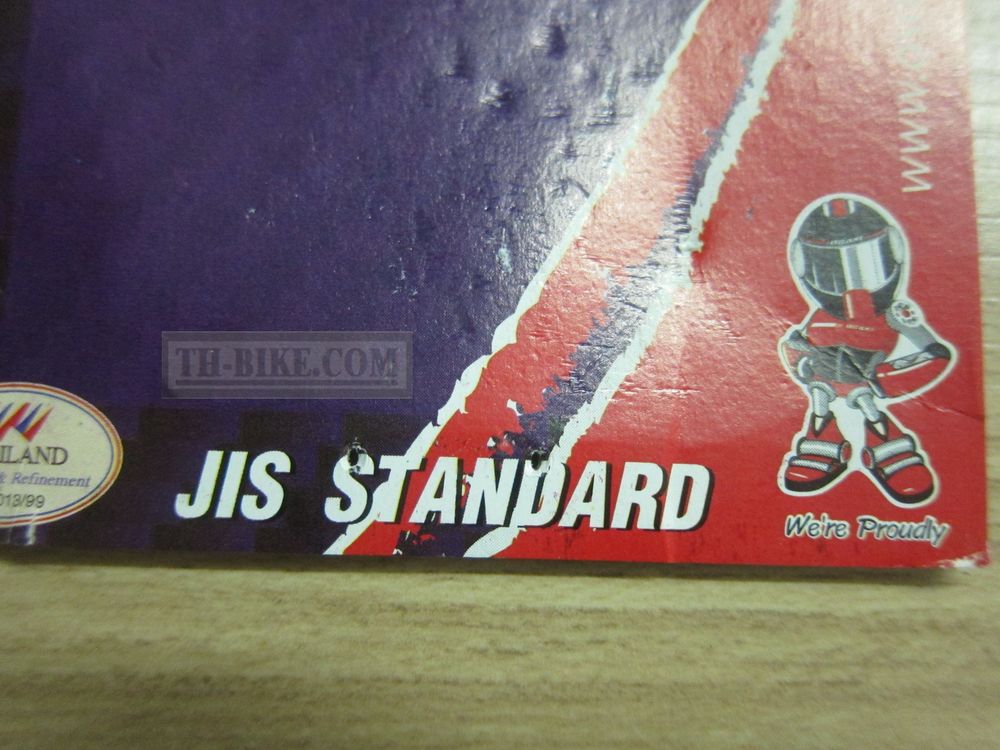 www.
TH-BIKE.COM
ILAND
& Refinement
013/99
JIS STANDARD
We're Proudly